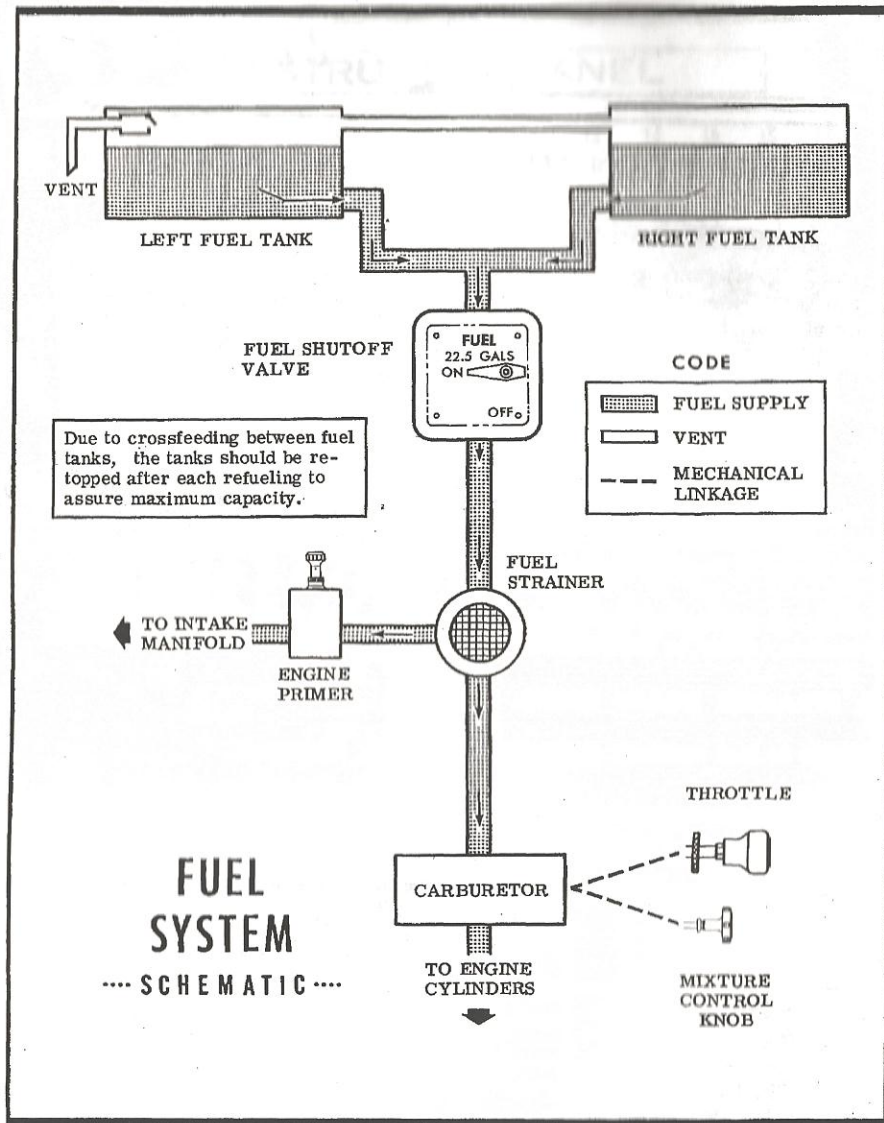 VENT
LEFT FUEL TANK
RIGHT FUEL TANK
FUEL SHUTOFF
VALVE
FUEL
22.5 GALS
ON
OFF
CODE
FUEL SUPPLY
VENT
MECHANICAL
LINKAGE
Due to crossfeeding between fuel
tanks, the tanks should be re-
topped after each refueling to
assure maximum capacity.
FUEL
STRAINER
TO INTAKE
MANIFOLD
ENGINE
PRIMER
THROTTLE
CARBURETOR
FUEL
SYSTEM
SCHEMATIC
TO ENGINE
CYLINDERS
MIXTURE
CONTROL
KNOB